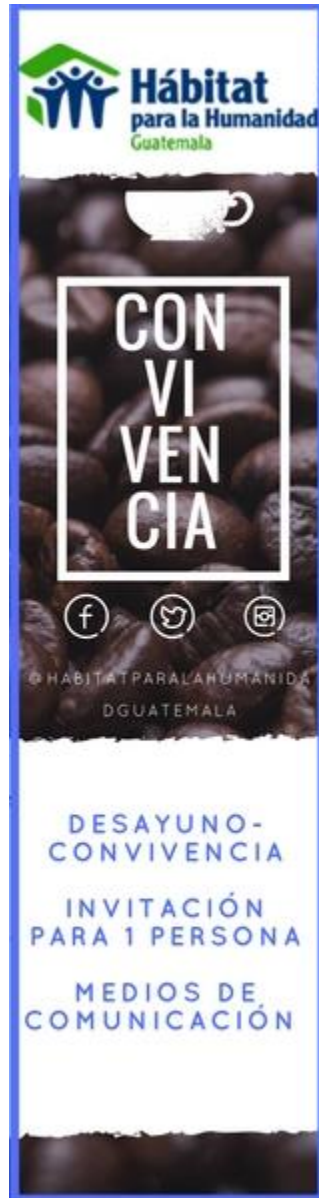 Hábitat
para la Humanidad
Guatemala
CON
VI
VEN
CIA
@HABITATPARALAHUMANIDA
DGUATEMALA
DESAYUNO-
CONVIVENCIA
INVITACIÓN
PARA 1 PERSONA
MEDIOS DE
COMUNICACIÓN